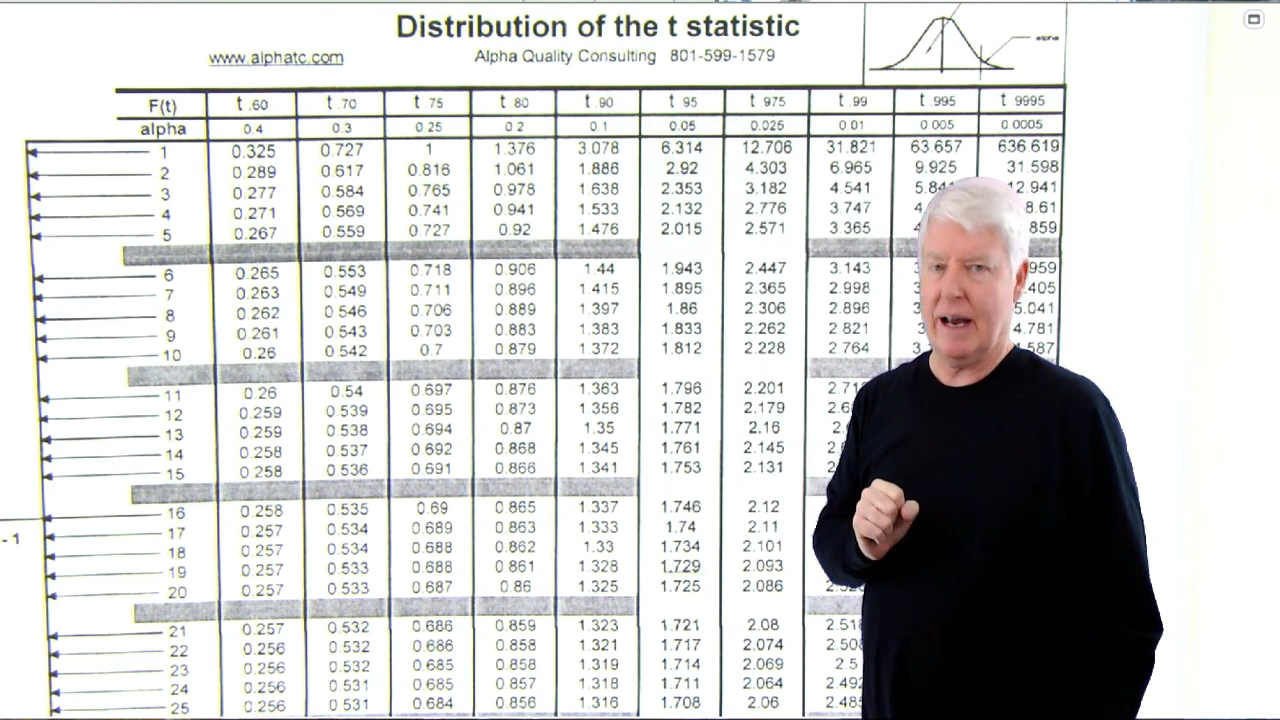 Distribution of the t statistic
www.alphatc.com Alpha Quality Consulting 801-599-1579
alpha
F(t) t .60 t .70 t .75 t .80 t .90 t .95 t .975 t .99 t .995 t .9995
alpha 0.4 0.3 0.25 0.2 0.1 0.05 0.025 0.01 0.005 0.0005
1 0.325 0.727 1 1.376 3.078 6.314 12.706 31.821 63.657 636.619
2 0.289 0.617 0.816 1.061 1.886 2.92 4.303 6.965 9.925 31.598
3 0.277 0.584 0.765 0.978 1.638 2.353 3.182 4.541 12.941
4 0.271 0.569 0.741 0.941 1.533 2.132 2.776 3.747 8.61
5 0.267 0.559 0.727 0.92 1.476 2.015 2.571 3.365 859
6 0.265 0.553 0.718 0.906 1.44 1.943 2.447 3.143 959
7 0.263 0.549 0.711 0.896 1.415 1.895 2.365 2.998 .405
8 0.262 0.546 0.706 0.889 1.397 1.86 2.306 2.896 5.041
9 0.261 0.543 0.703 0.883 1.383 1.833 2.262 2.821 4.781
10 0.26 0.542 0.7 0.879 1.372 1.812 2.228 2.764 .587
11 0.26 0.54 0.697 0.876 1.363 1.796 2.201
12 0.259 0.539 0.695 0.873 1.356 1.782 2.179
13 0.259 0.538 0.694 0.87 1.35 1.771 2.16
14 0.258 0.537 0.692 0.868 1.345 1.761 2.145
15 0.258 0.536 0.691 0.866 1.341 1.753 2.131
16 0.258 0.535 0.69 0.865 1.337 1.746 2.12
17 0.257 0.534 0.689 0.863 1.333 1.74 2.11
18 0.257 0.534 0.688 0.862 1.33 1.734 2.101
19 0.257 0.533 0.688 0.861 1.328 1.729 2.093
20 0.257 0.533 0.687 0.86 1.325 1.725 2.086
-1
21 0.257 0.532 0.686 0.859 1.323 1.721 2.08 2.518
22 0.256 0.532 0.686 0.858 1.321 1.717 2.074 2.508
23 0.256 0.532 0.685 0.858 1.319 1.714 2.069 2.5
24 0.256 0.531 0.685 0.857 1.318 1.711 2.064 2.492
25 0.256 0.531 0.684 0.856 1.316 1.708 2.06 2.485